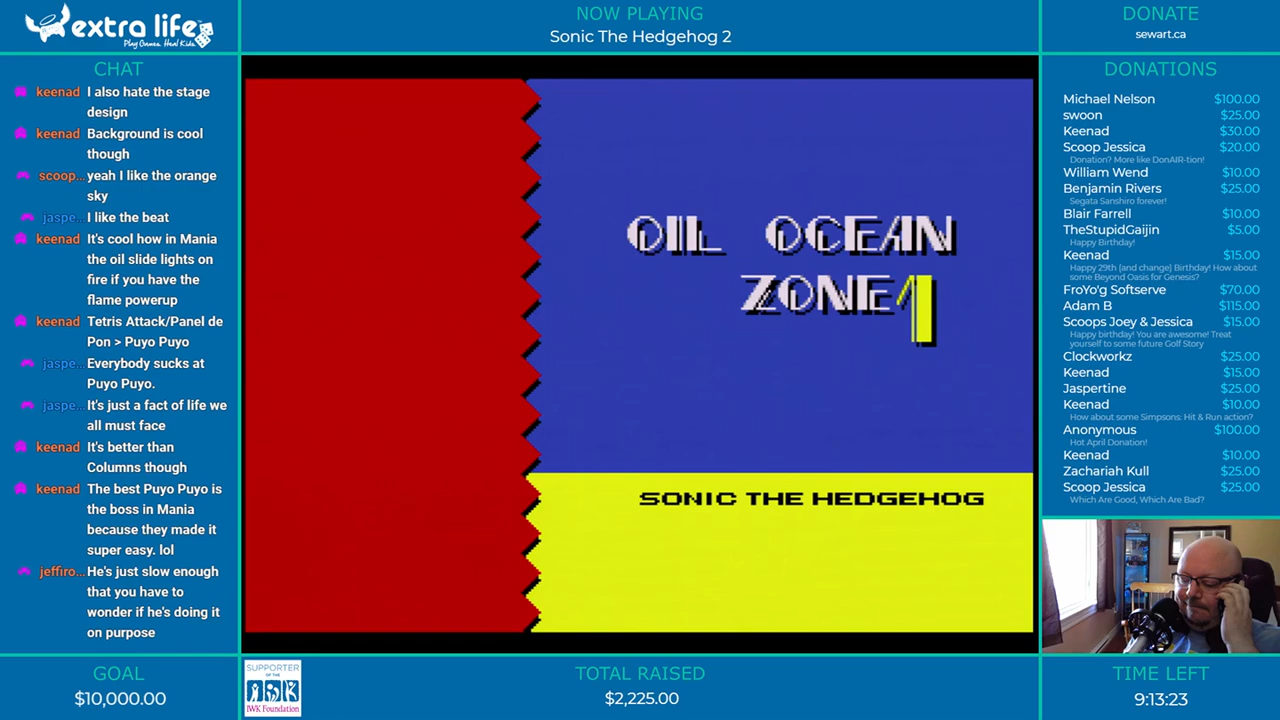 extra life
Play Games. Heal Kids.
NOW PLAYING
Sonic The Hedgehog 2
DONATE
sewart.ca
CHAT
keenad I also hate the stage
design
keenad Background is cool
though
scoop... yeah I like the orange
sky
jaspe... I like the beat
keenad It's cool how in Mania
the oil slide lights on
fire if you have the
flame powerup
keenad Tetris Attack/Panel de
Pon > Puyo Puyo
jaspe... Everybody sucks at
Puyo Puyo.
jaspe... It's just a fact of life we
all must face
keenad It's better than
Columns though
keenad The best Puyo Puyo is
the boss in Mania
because they made it
super easy. lol
jeffiro... He's just slow enough
that you have to
wonder if he's doing it
on purpose
OIL OCEAN
ZONE 1
SONIC THE HEDGEHOG
DONATIONS
Michael Nelson $100.00
swoon $25.00
Keenad $30.00
Scoop Jessica $20.00
Donation? More like DonAIR-tion!
William Wend $10.00
Benjamin Rivers $25.00
Segata Sanshiro forever!
Blair Farrell $10.00
TheStupidGaijin $5.00
Happy Birthday!
Keenad $15.00
Happy 29th (and change) Birthday! How about
some Beyond Oasis for Genesis?
FroYo'g Softserve $70.00
Adam B $115.00
Scoops Joey & Jessica $15.00
Happy birthday! You are awesome! Treat
yourself to some future Golf Story
Clockworkz $25.00
Keenad $15.00
Jaspertine $25.00
Keenad $10.00
How about some Simpsons: Hit & Run action?
Anonymous $100.00
Hot April Donation!
Keenad $10.00
Zachariah Kull $25.00
Scoop Jessica $25.00
Which Are Good, Which Are Bad?
GOAL
$10,000.00
SUPPORTER
OF THE
IWK
IWK Foundation
TOTAL RAISED
$2,225.00
TIME LEFT
9:13:23